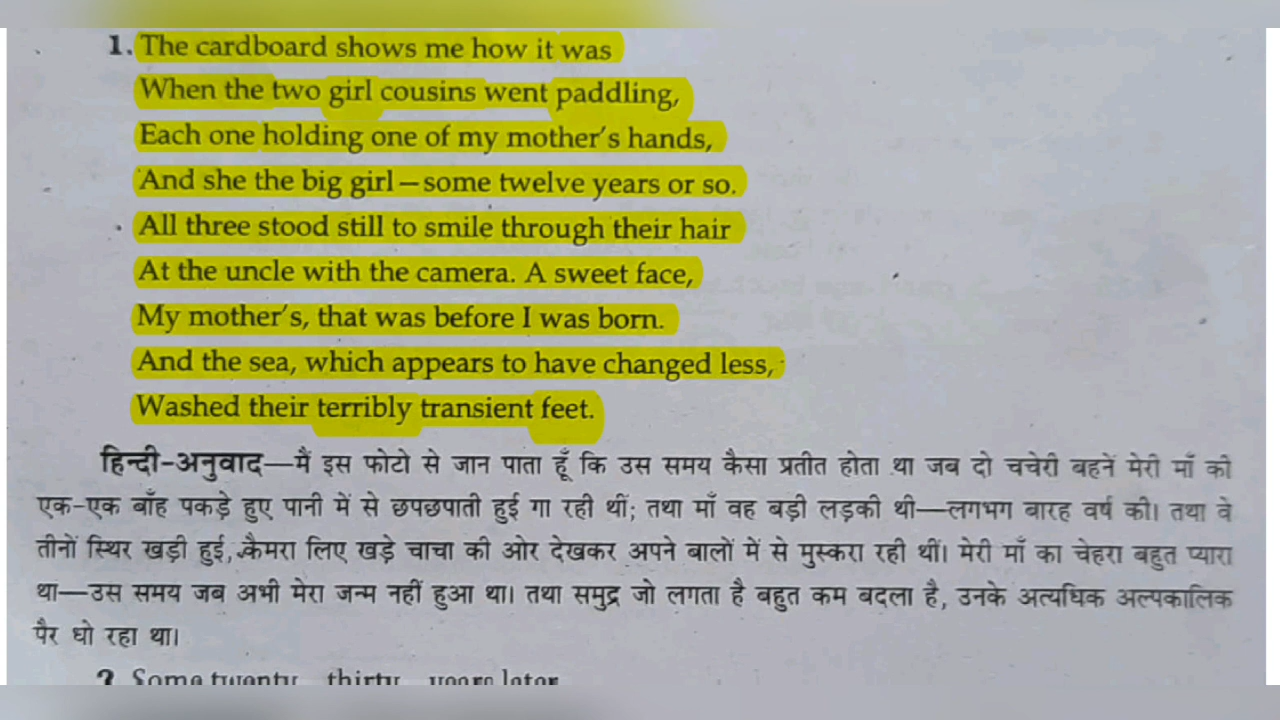 1. The cardboard shows me how it was
When the two girl cousins went paddling,
Each one holding one of my mother's hands,
And she the big girl—some twelve years or so.
All three stood still to smile through their hair
At the uncle with the camera. A sweet face,
My mother's, that was before I was born.
And the sea, which appears to have changed less,
Washed their terribly transient feet.
हिन्दी-अनुवाद—मैं इस फोटो से जान पाता हूँ कि उस समय कैसा प्रतीत होता था जब दो चचेरी बहनें मेरी माँ की
एक-एक बाँह पकड़े हुए पानी में से छपछपाती हुई गा रही थीं; तथा माँ वह बड़ी लड़की थी—लगभग बारह वर्ष की। तथा वे
तीनों स्थिर खड़ी हुई, कैमरा लिए खड़े चाचा की ओर देखकर अपने बालों में से मुस्करा रही थीं। मेरी माँ का चेहरा बहुत प्यारा
था—उस समय जब अभी मेरा जन्म नहीं हुआ था। तथा समुद्र जो लगता है बहुत कम बदला है, उनके अत्यधिक अल्पकालिक
पैर धो रहा था।
2 Some twenty—thirty—years later